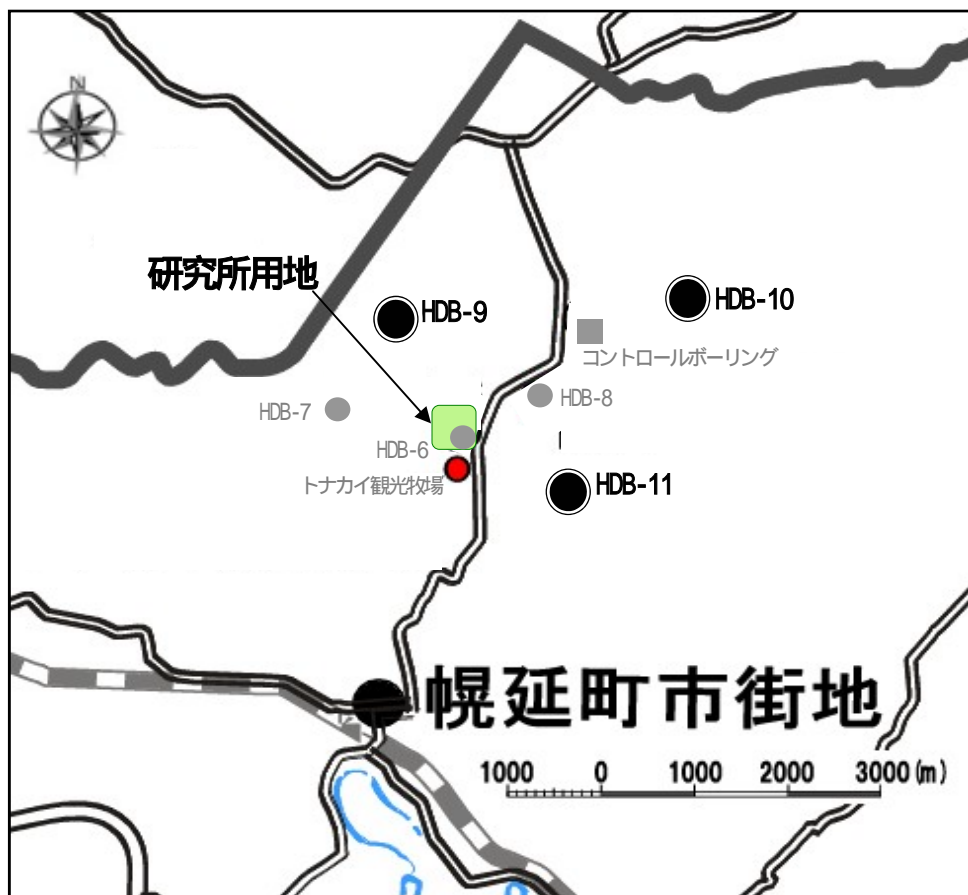 N
研究所用地
HDB-9
HDB-10
コントロールボーリング
HDB-7
HDB-8
HDB-6
トナカイ観光牧場
HDB-11
幌延町市街地
1000 0 1000 2000 3000(m)